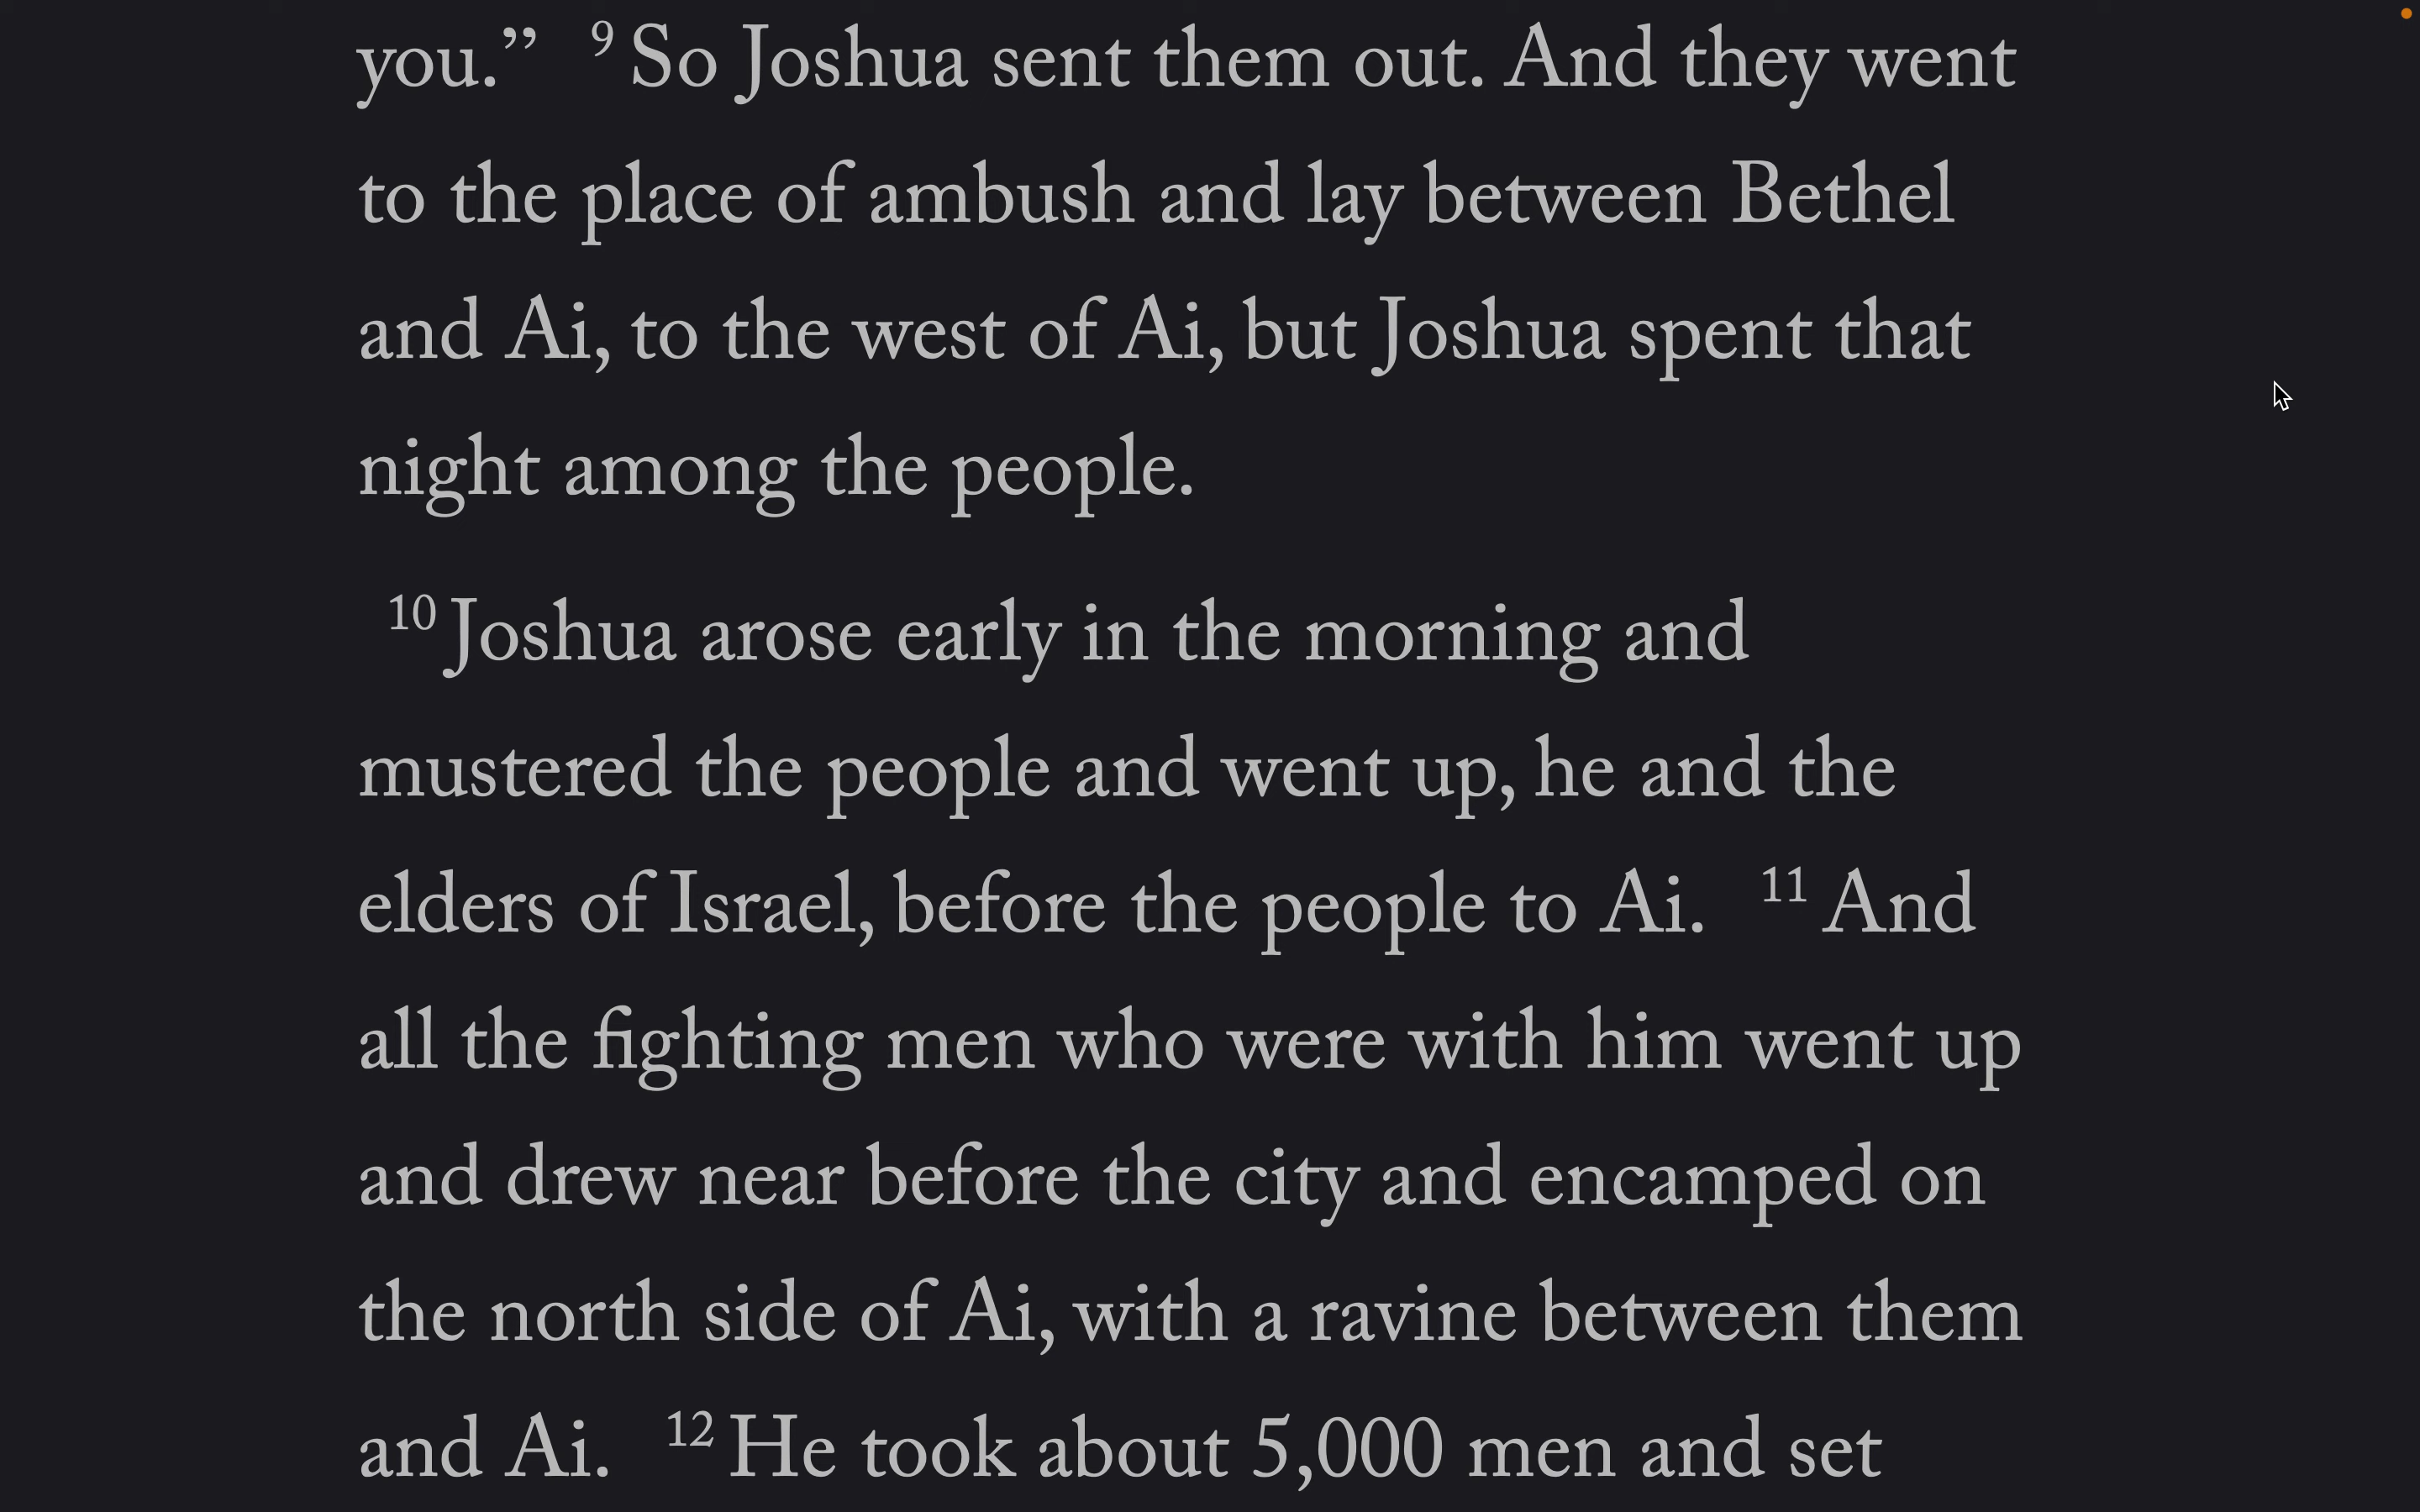 you.” 9 So Joshua sent them out. And they went
to the place of ambush and lay between Bethel
and Ai, to the west of Ai, but Joshua spent that
night among the people.
10 Joshua arose early in the morning and
mustered the people and went up, he and the
elders of Israel, before the people to Ai. 11 And
all the fighting men who were with him went up
and drew near before the city and encamped on
the north side of Ai, with a ravine between them
and Ai. 12 He took about 5,000 men and set